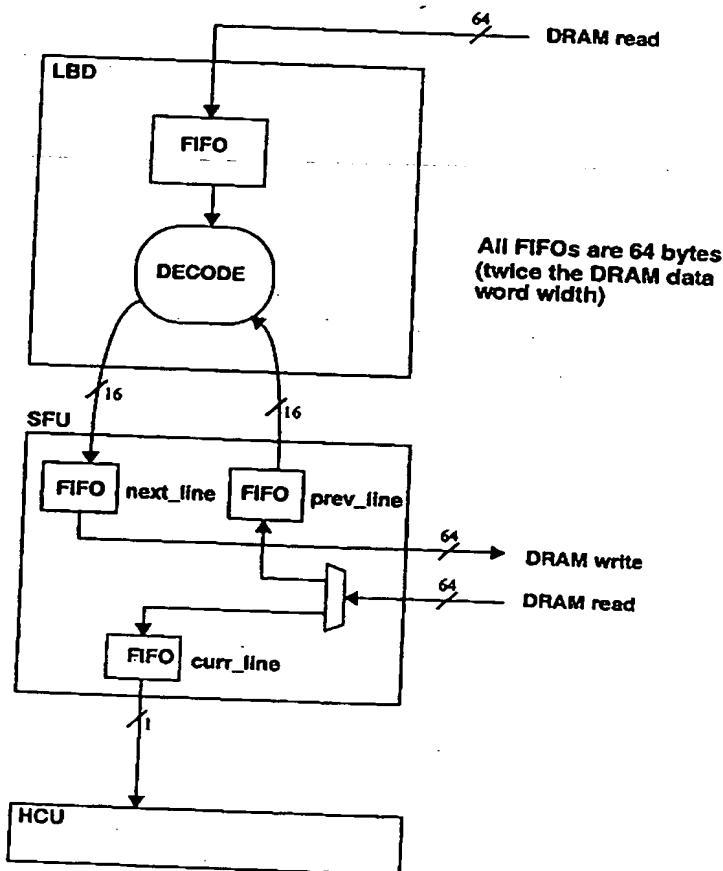 64
DRAM read
LBD
FIFO
DECODE
All FIFOs are 64 bytes
(twice the DRAM data
word width)
16
16
SFU
FIFO
next_line
FIFO
prev_line
64
DRAM write
64
DRAM read
FIFO
curr_line
1
HCU